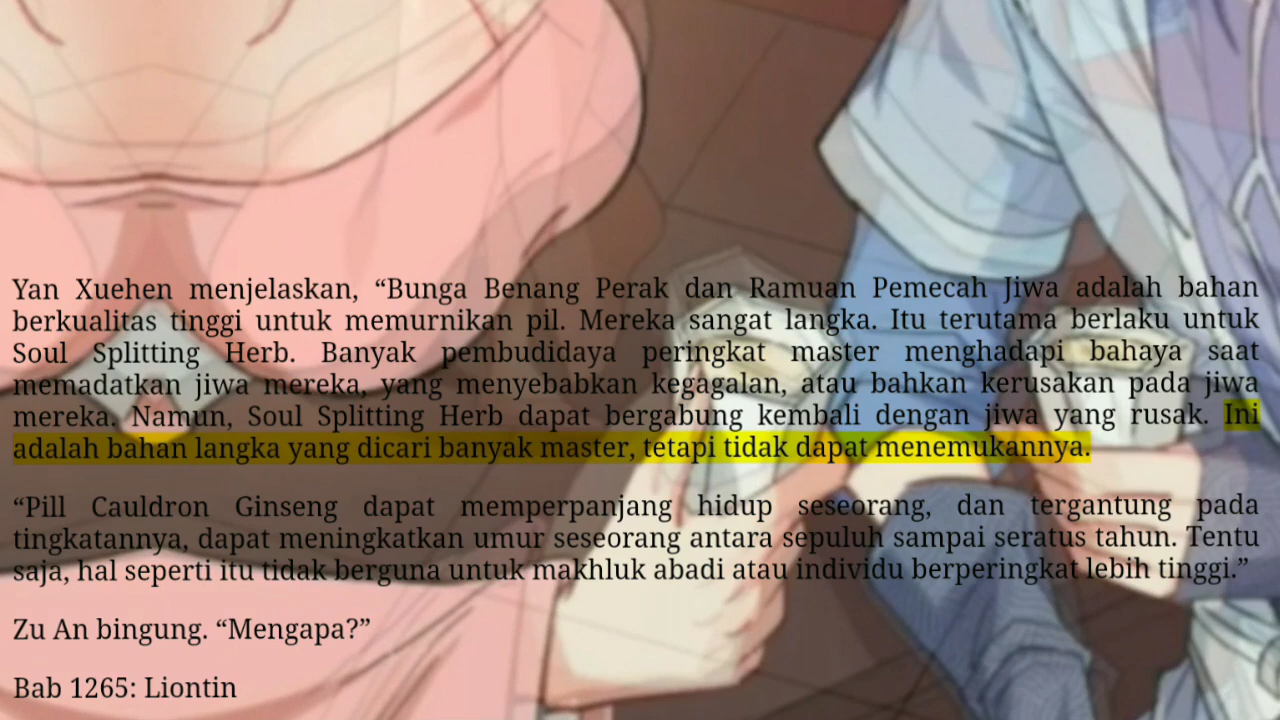 Yan Xuehen menjelaskan, “Bunga Benang Perak dan Ramuan Pemecah Jiwa adalah bahan
berkualitas tinggi untuk memurnikan pil. Mereka sangat langka. Itu terutama berlaku untuk
Soul Splitting Herb. Banyak pembudidaya peringkat master menghadapi bahaya saat
memadatkan jiwa mereka, yang menyebabkan kegagalan, atau bahkan kerusakan pada jiwa
mereka. Namun, Soul Splitting Herb dapat bergabung kembali dengan jiwa yang rusak. Ini
adalah bahan langka yang dicari banyak master, tetapi tidak dapat menemukannya.
“Pill Cauldron Ginseng dapat memperpanjang hidup seseorang, dan tergantung pada
tingkatannya, dapat meningkatkan umur seseorang antara sepuluh sampai seratus tahun. Tentu
saja, hal seperti itu tidak berguna untuk makhluk abadi atau individu berperingkat lebih tinggi.”
Zu An bingung. “Mengapa?”
Bab 1265: Liontin